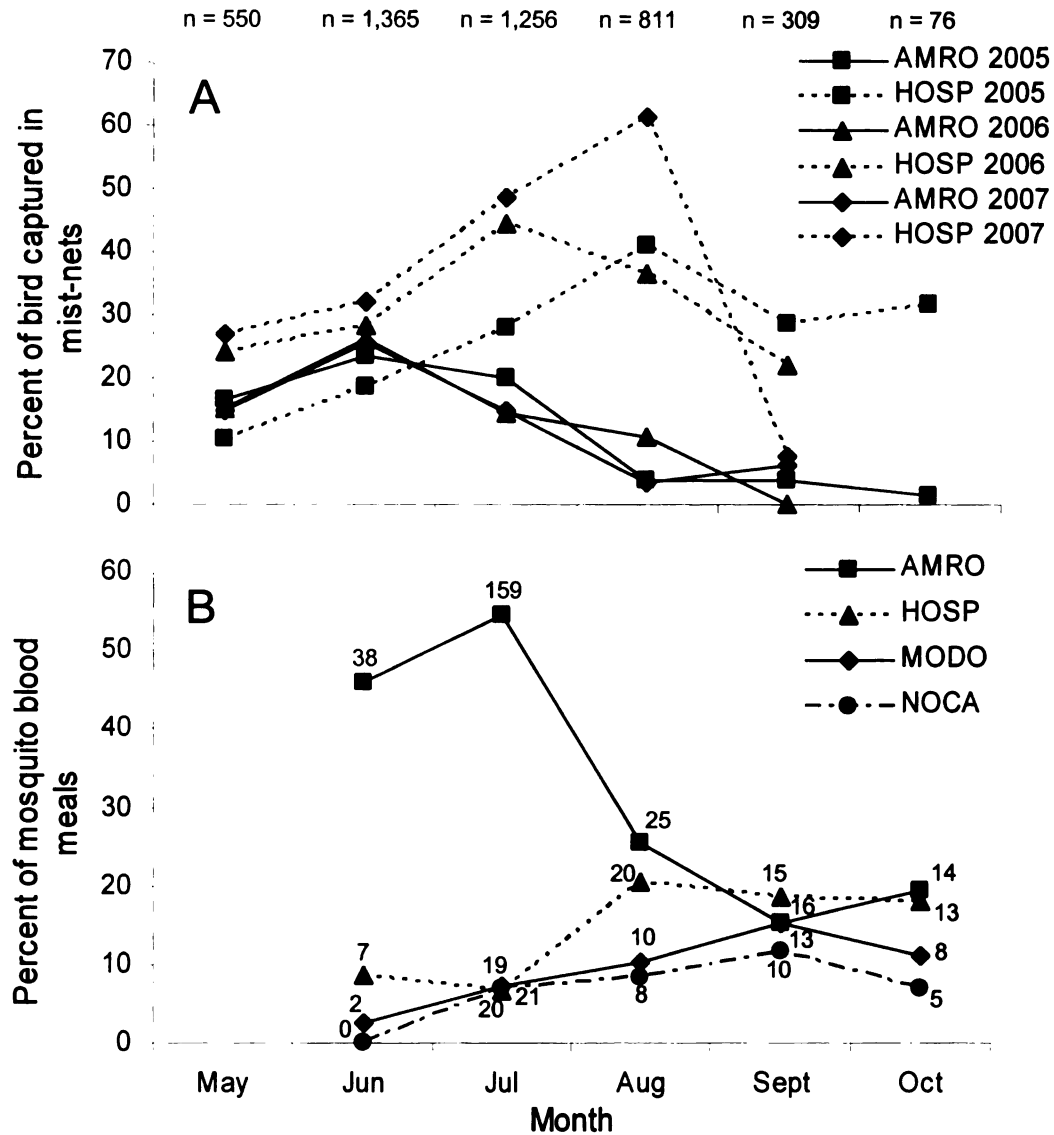 n = 550 n = 1,365 n = 1,256 n = 811 n = 309 n = 76
A
Percent of bird captured in
mist-nets
70
60
50
40
30
20
10
0
AMRO 2005
HOSP 2005
AMRO 2006
HOSP 2006
AMRO 2007
HOSP 2007
B
Percent of mosquito blood
meals
60
50
40
30
20
10
0
AMRO
HOSP
MODO
NOCA
159
38
25
20 15
16 14
13
7 19 10 13 8
2 20 21 8 10 5
0
May Jun Jul Aug Sept Oct
Month